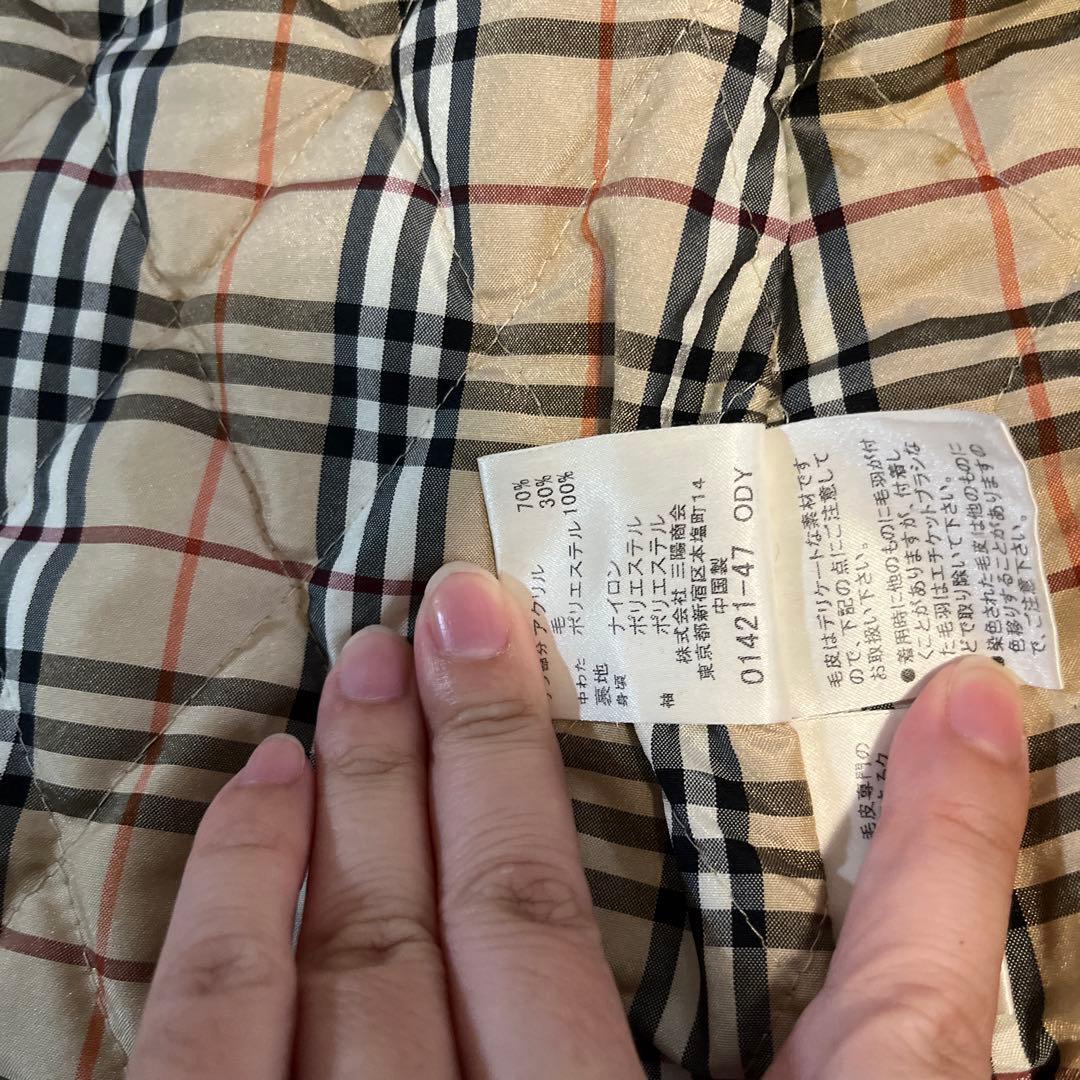 アクリル 70%
毛 30%
中わた ポリエステル 100%
裏地
身頃 ナイロン
ポリエステル
袖 ポリエステル
株式会社 三陽商会
東京都新宿区本塩町14
中国製
01421-47 ODY
毛皮はデリケートな素材です
ので、下記の点にご注意して
お取扱い下さい。
●着用時に他のものに毛羽が付
くことがありますが、付着し
た毛羽はエチケットブラシな
どで取り除いて下さい。
●染色された毛皮は他のものに
色移りすることがありますの
で、ご注意下さい。
毛皮専門の